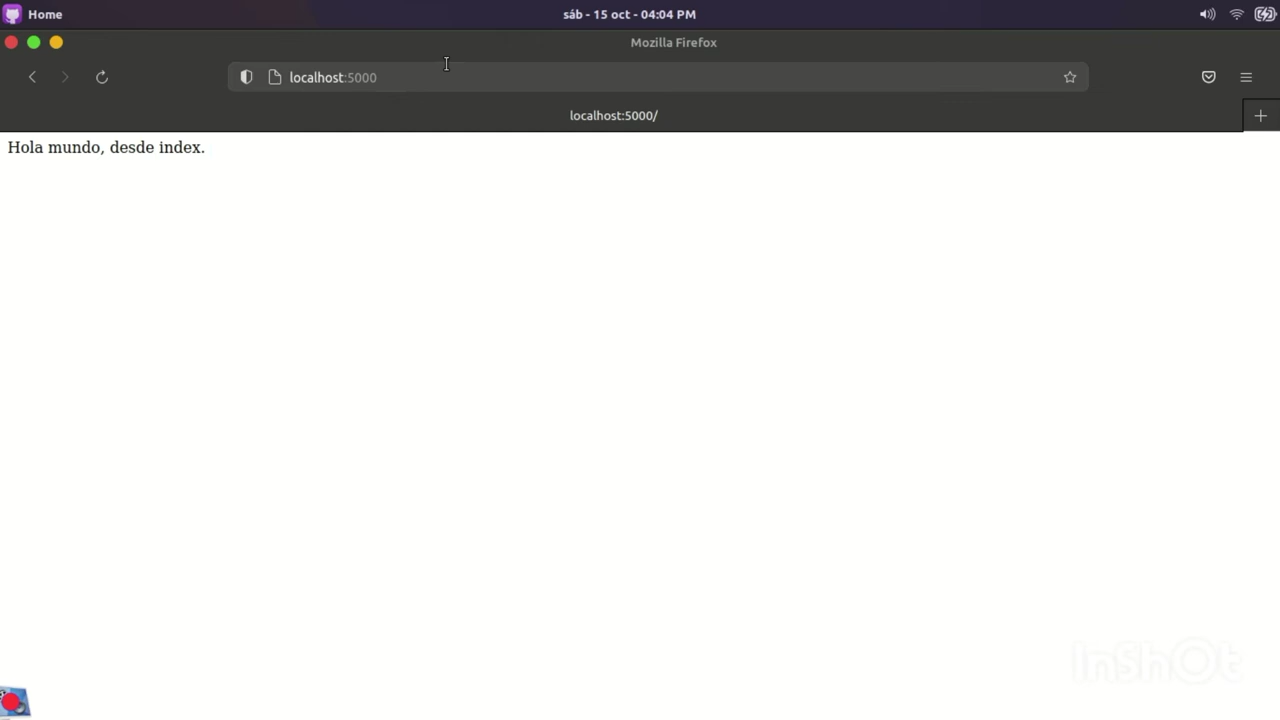 Home
sáb - 15 oct - 04:04 PM
Mozilla Firefox
localhost:5000
localhost:5000/
Hola mundo, desde index.
InShOt